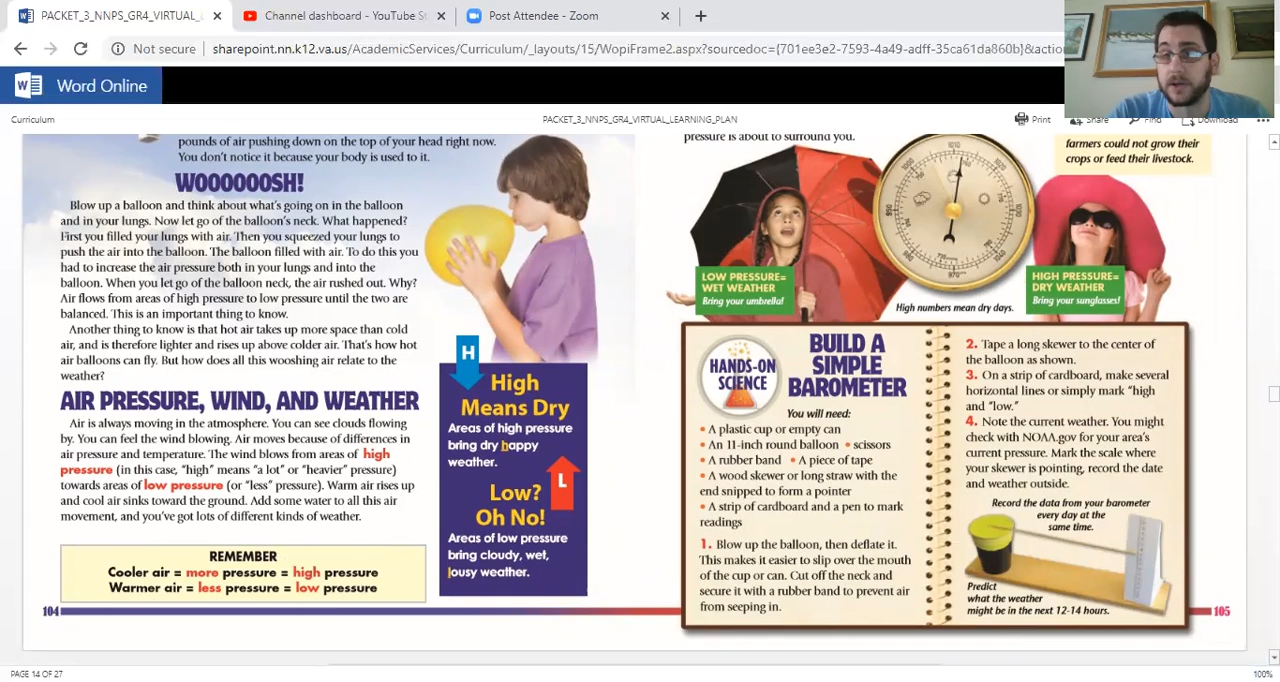 PACKET_3_NNPS_GR4_VIRTUAL_L
Channel dashboard - YouTube St
Post Attendee - Zoom
Not secure
sharepoint.nn.k12.va.us/AcademicServices/Curriculum/_layouts/15/WopiFrame2.aspx?sourcedoc={701ee3e2-7593-4a49-adff-35ca61da860b}&actio
Word Online
Curriculum
PACKET_3_NNPS_GR4_VIRTUAL_LEARNING_PLAN
Print
Share
Find
Download
pounds of air pushing down on the top of your head right now.
You don't notice it because your body is used to it.
WOOOOOOSH!
Blow up a balloon and think about what's going on in the balloon
and in your lungs. Now let go of the balloon's neck. What happened?
First you filled your lungs with air. Then you squeezed your lungs to
push the air into the balloon. The balloon filled with air. To do this you
had to increase the air pressure both in your lungs and into the
balloon. When you let go of the balloon neck, the air rushed out. Why?
Air flows from areas of high pressure to low pressure until the two are
balanced. This is an important thing to know.
Another thing to know is that hot air takes up more space than cold
air, and is therefore lighter and rises up above colder air. That's how hot
air balloons can fly. But how does all this wooshing air relate to the
weather?
AIR PRESSURE, WIND, AND WEATHER
Air is always moving in the atmosphere. You can see clouds flowing
by. You can feel the wind blowing. Air moves because of differences in
air pressure and temperature. The wind blows from areas of high
pressure (in this case, "high" means "a lot" or "heavier" pressure)
towards areas of low pressure (or "less" pressure). Warm air rises up
and cool air sinks toward the ground. Add some water to all this air
movement, and you've got lots of different kinds of weather.
REMEMBER
Cooler air = more pressure = high pressure
Warmer air = less pressure = low pressure
104
H
High
Means Dry
Areas of high pressure
bring dry happy
weather.
L
Low?
Oh No!
Areas of low pressure
bring cloudy, wet,
lousy weather.
pressure is about to surround you.
farmers could not grow their
crops or feed their livestock.
LOW PRESSURE=
WET WEATHER
Bring your umbrella!
High numbers mean dry days.
HIGH PRESSURE=
DRY WEATHER
Bring your sunglasses!
HANDS-ON
SCIENCE
BUILD A
SIMPLE
BAROMETER
You will need:
• A plastic cup or empty can
• An 11-inch round balloon • scissors
• A rubber band • A piece of tape
• A wood skewer or long straw with the
end snipped to form a pointer
• A strip of cardboard and a pen to mark
readings
1. Blow up the balloon, then deflate it.
This makes it easier to slip over the mouth
of the cup or can. Cut off the neck and
secure it with a rubber band to prevent air
from seeping in.
2. Tape a long skewer to the center of
the balloon as shown.
3. On a strip of cardboard, make several
horizontal lines or simply mark "high
and "low."
4. Note the current weather. You might
check with NOAA.gov for your area's
current pressure. Mark the scale where
your skewer is pointing, record the date
and weather outside.
Record the data from your barometer
every day at the
same time.
Predict
what the weather
might be in the next 12-14 hours.
105
PAGE 14 OF 27
100%